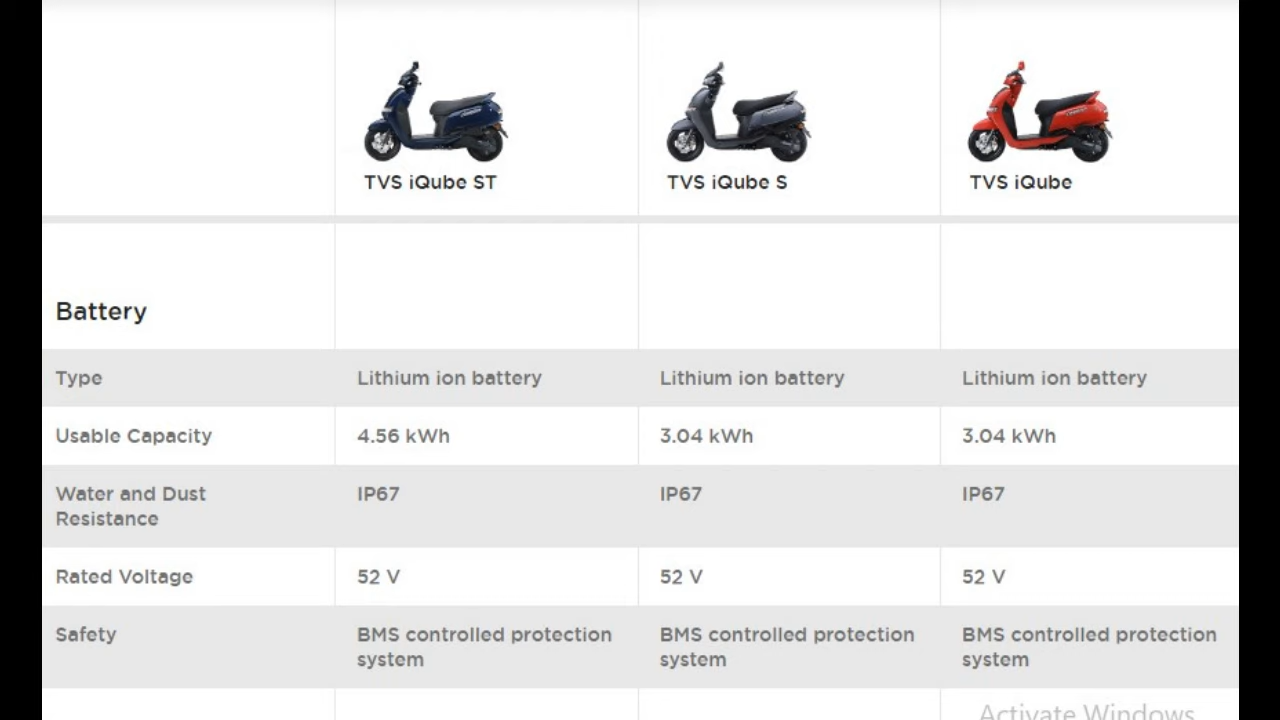 TVS iQube ST TVS iQube S TVS iQube
Battery
Type Lithium ion battery Lithium ion battery Lithium ion battery
Usable Capacity 4.56 kWh 3.04 kWh 3.04 kWh
Water and Dust IP67 IP67 IP67
Resistance
Rated Voltage 52 V 52 V 52 V
Safety BMS controlled protection BMS controlled protection BMS controlled protection
system system system
Activate Windows